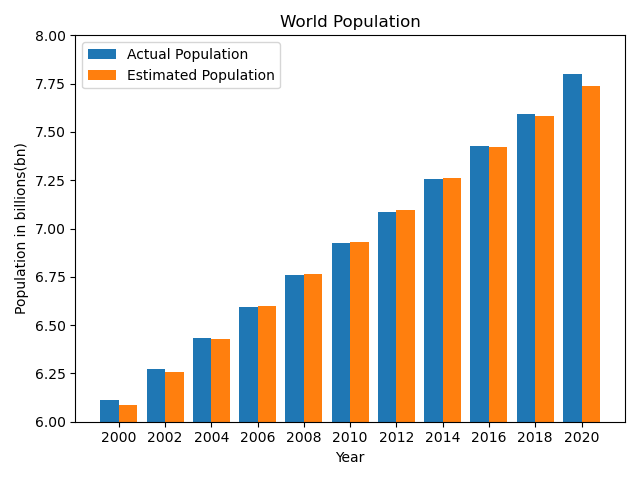 World Population
8.00
7.75
7.50
7.25
7.00
6.75
6.50
6.25
6.00
Population in billions(bn)
Actual Population
Estimated Population
2000 2002 2004 2006 2008 2010 2012 2014 2016 2018 2020
Year